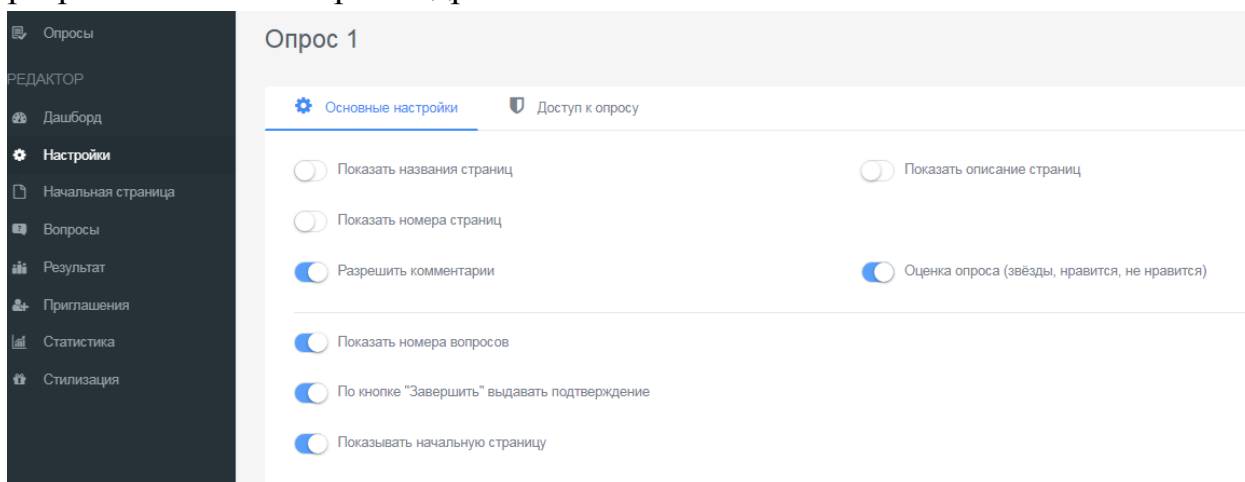 Опросы
Опрос 1
РЕДАКТОР
Основные настройки Доступ к опросу
Дашборд
Настройки
Показать названия страниц Показать описание страниц
Начальная страница
Показать номера страниц
Вопросы
Результат
Разрешить комментарии Оценка опроса (звёзды, нравится, не нравится)
Приглашения
Статистика
Показать номера вопросов
Стилизация
По кнопке "Завершить" выдавать подтверждение
Показывать начальную страницу